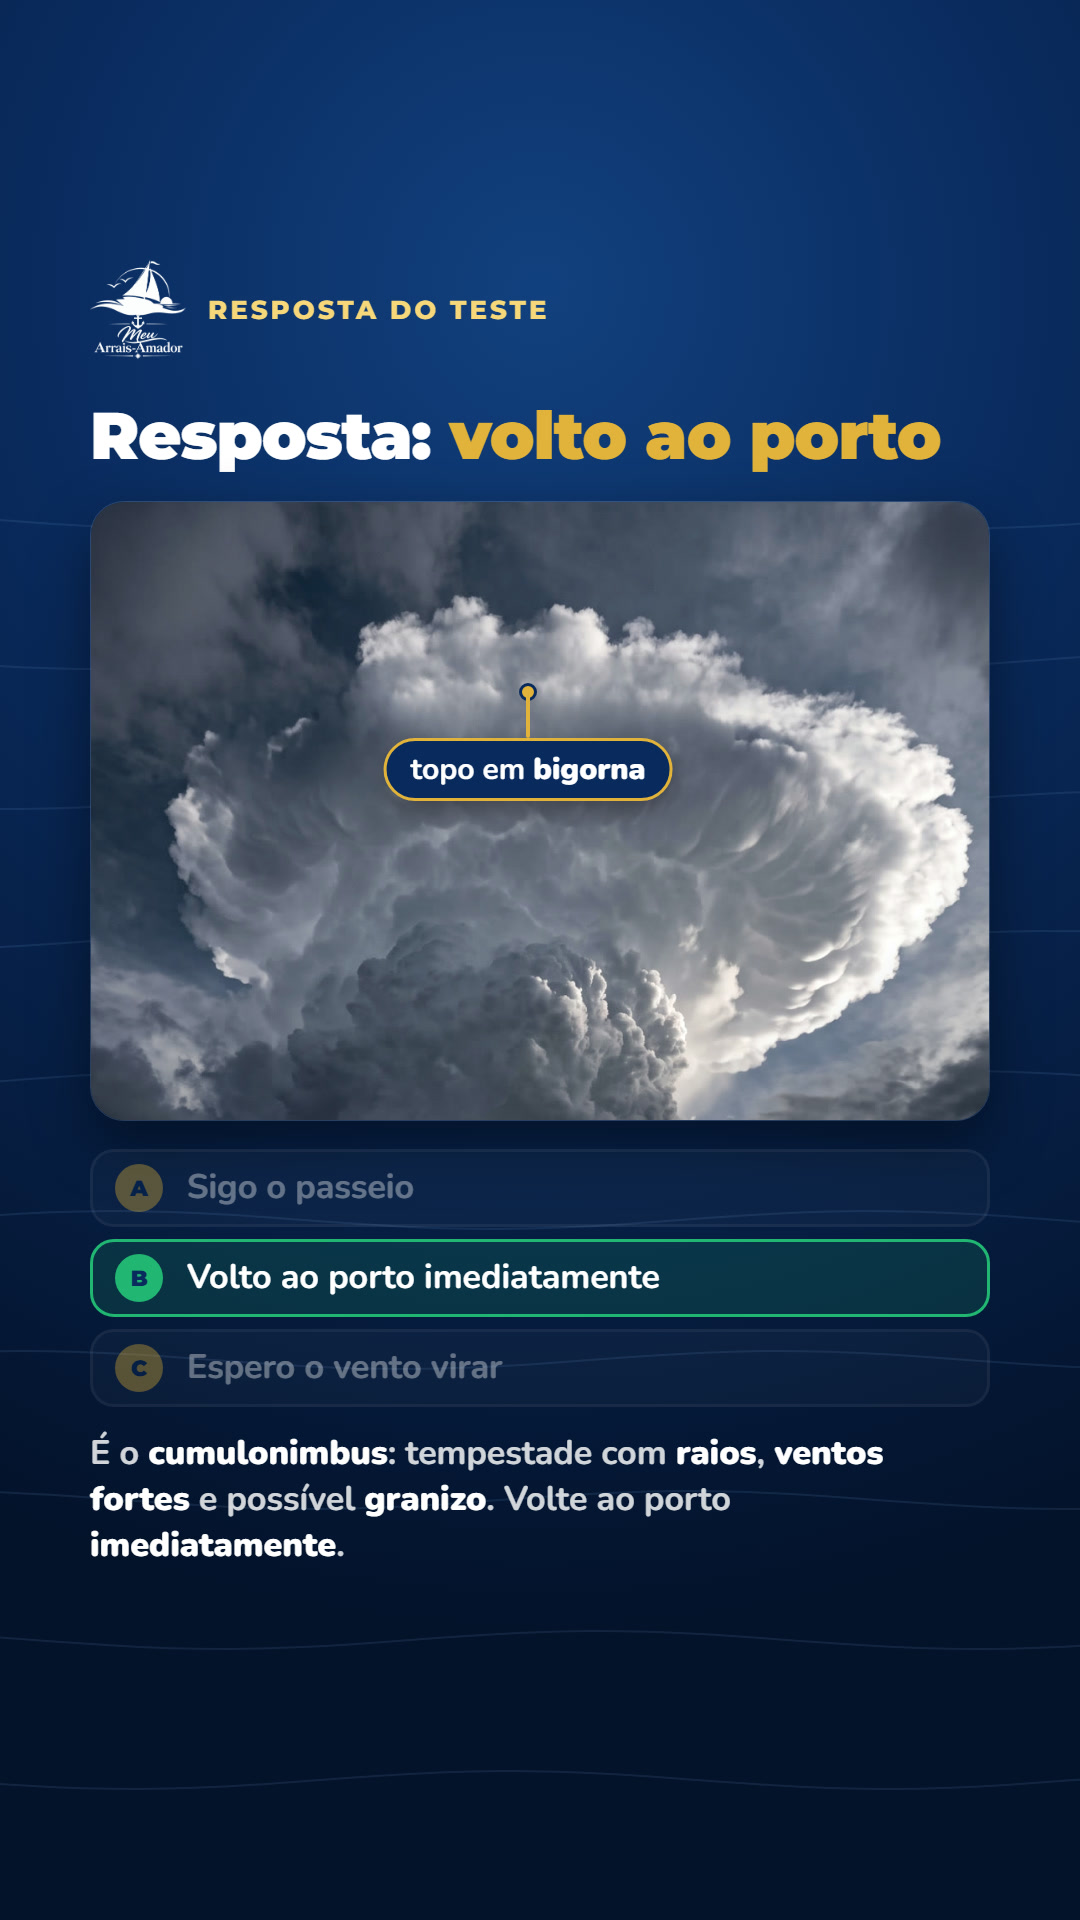 Meu
Arrais-Amador
RESPOSTA DO TESTE
Resposta: volto ao porto
topo em bigorna
A Sigo o passeio
B Volto ao porto imediatamente
C Espero o vento virar
É o cumulonimbus: tempestade com raios, ventos
fortes e possível granizo. Volte ao porto
imediatamente.